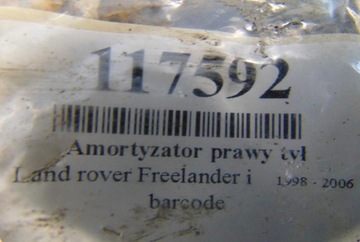 117592
Amortyzator prawy tył
Land rover Freelander i 1998 - 2006
barcode